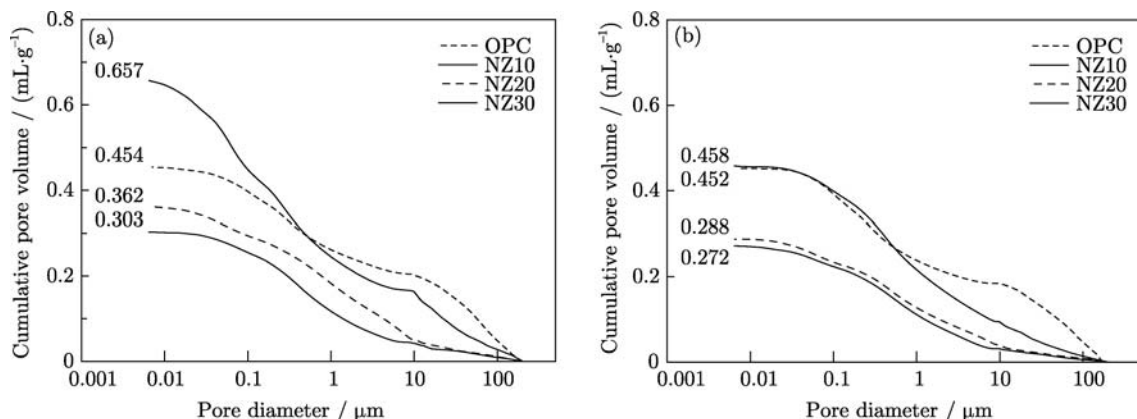 (a)
OPC
NZ10
NZ20
NZ30
0.8
0.6
0.4
0.2
0
Cumulative pore volume / (mL·g⁻¹)
0.657
0.454
0.362
0.303
0.001 0.01 0.1 1 10 100
Pore diameter / μm
(b)
OPC
NZ10
NZ20
NZ30
0.8
0.6
0.4
0.2
0
Cumulative pore volume / (mL·g⁻¹)
0.458
0.452
0.288
0.272
0.001 0.01 0.1 1 10 100
Pore diameter / μm